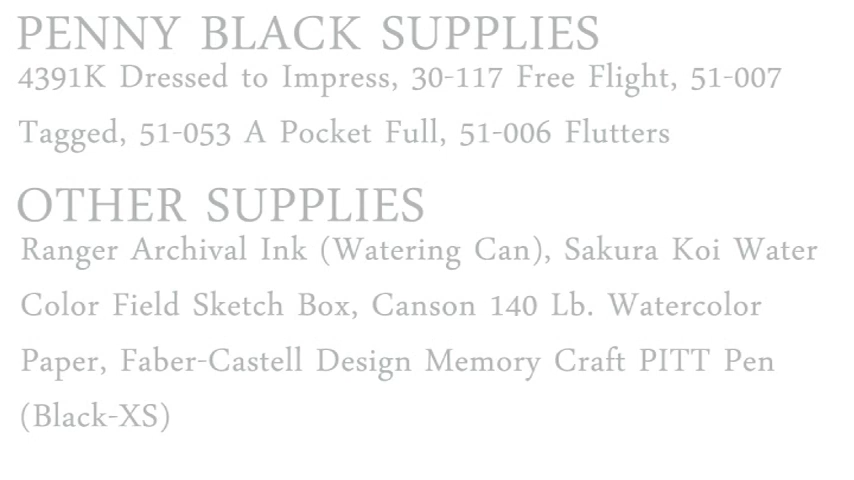 PENNY BLACK SUPPLIES
4391K Dressed to Impress, 30-117 Free Flight, 51-007
Tagged, 51-053 A Pocket Full, 51-006 Flutters
OTHER SUPPLIES
Ranger Archival Ink (Watering Can), Sakura Koi Water
Color Field Sketch Box, Canson 140 Lb. Watercolor
Paper, Faber-Castell Design Memory Craft PITT Pen
(Black-XS)